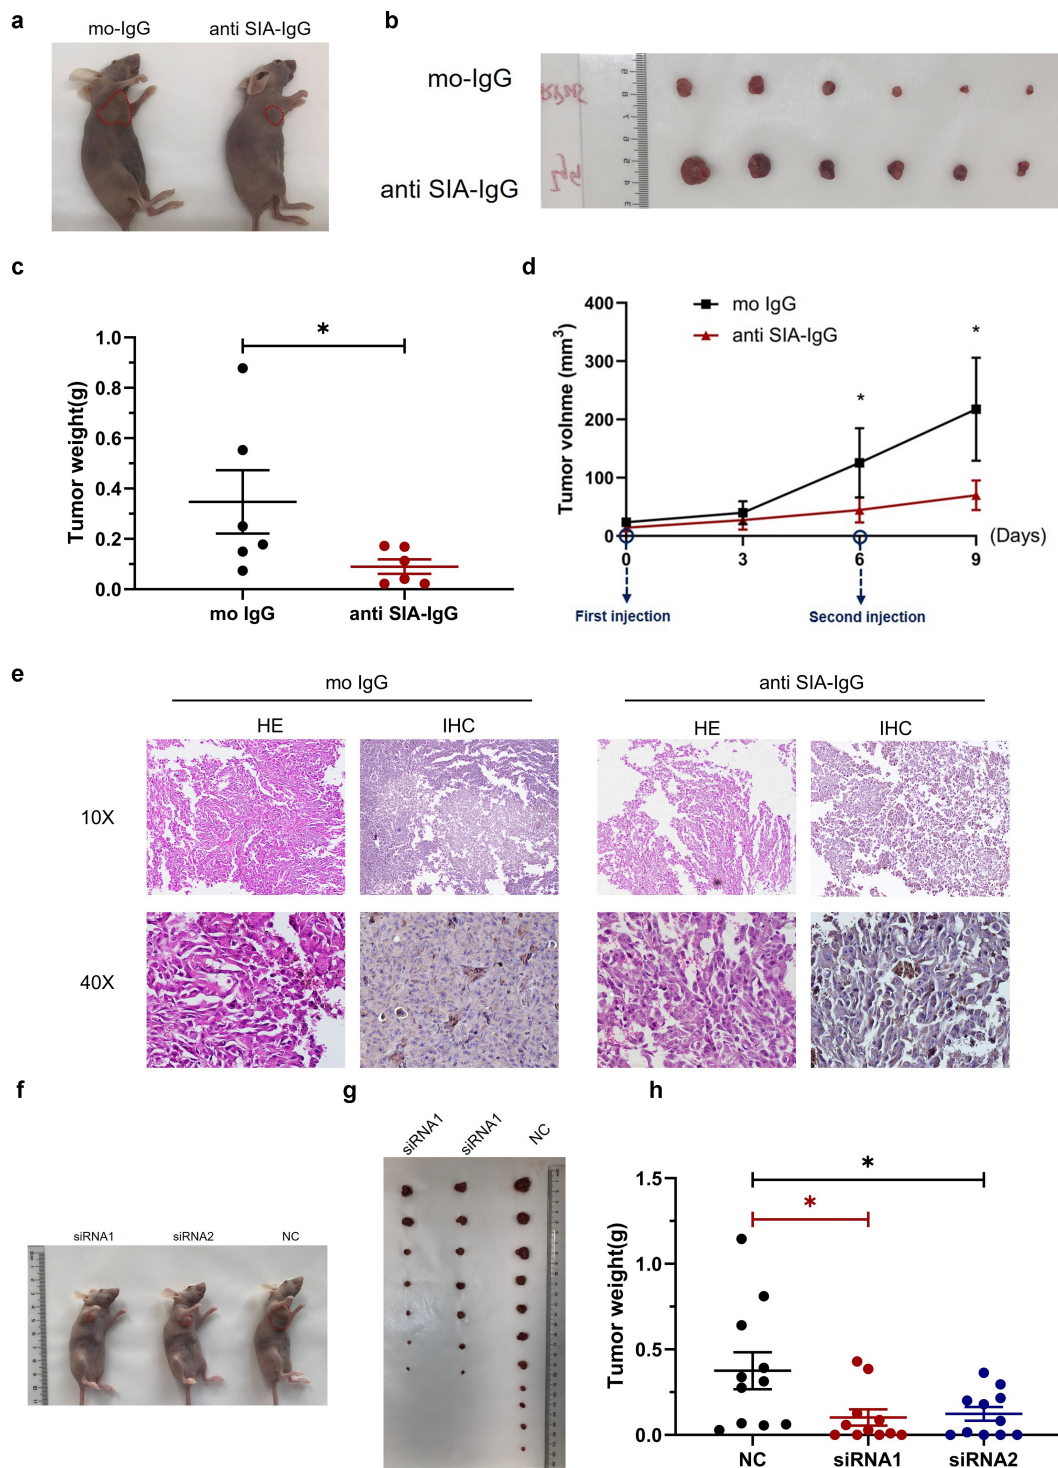 a
mo-IgG
anti SIA-IgG
b
mo-IgG
anti SIA-IgG
c
1.0
0.8
0.6
0.4
0.2
0.0
Tumor weight(g)
*
mo IgG
anti SIA-IgG
d
400
300
200
100
0
Tumor volnme (mm³)
mo IgG
anti SIA-IgG
*
*
0
3
6
9
(Days)
First injection
Second injection
e
mo IgG
anti SIA-IgG
HE
IHC
HE
IHC
10X
40X
f
siRNA1
siRNA2
NC
g
siRNA1
siRNA1
NC
h
1.5
1.0
0.5
0.0
Tumor weight(g)
*
*
NC
siRNA1
siRNA2